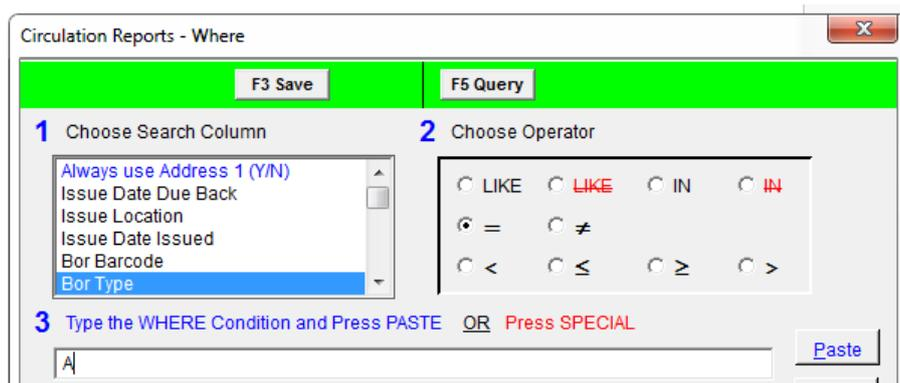 Circulation Reports - Where
F3 Save F5 Query
1 Choose Search Column 2 Choose Operator
Always use Address 1 (Y/N)
Issue Date Due Back
Issue Location
Issue Date Issued
Bor Barcode
Bor Type
LIKE LIKE IN IN
= ≠
< ≤ ≥ >
3 Type the WHERE Condition and Press PASTE OR Press SPECIAL
A
Paste